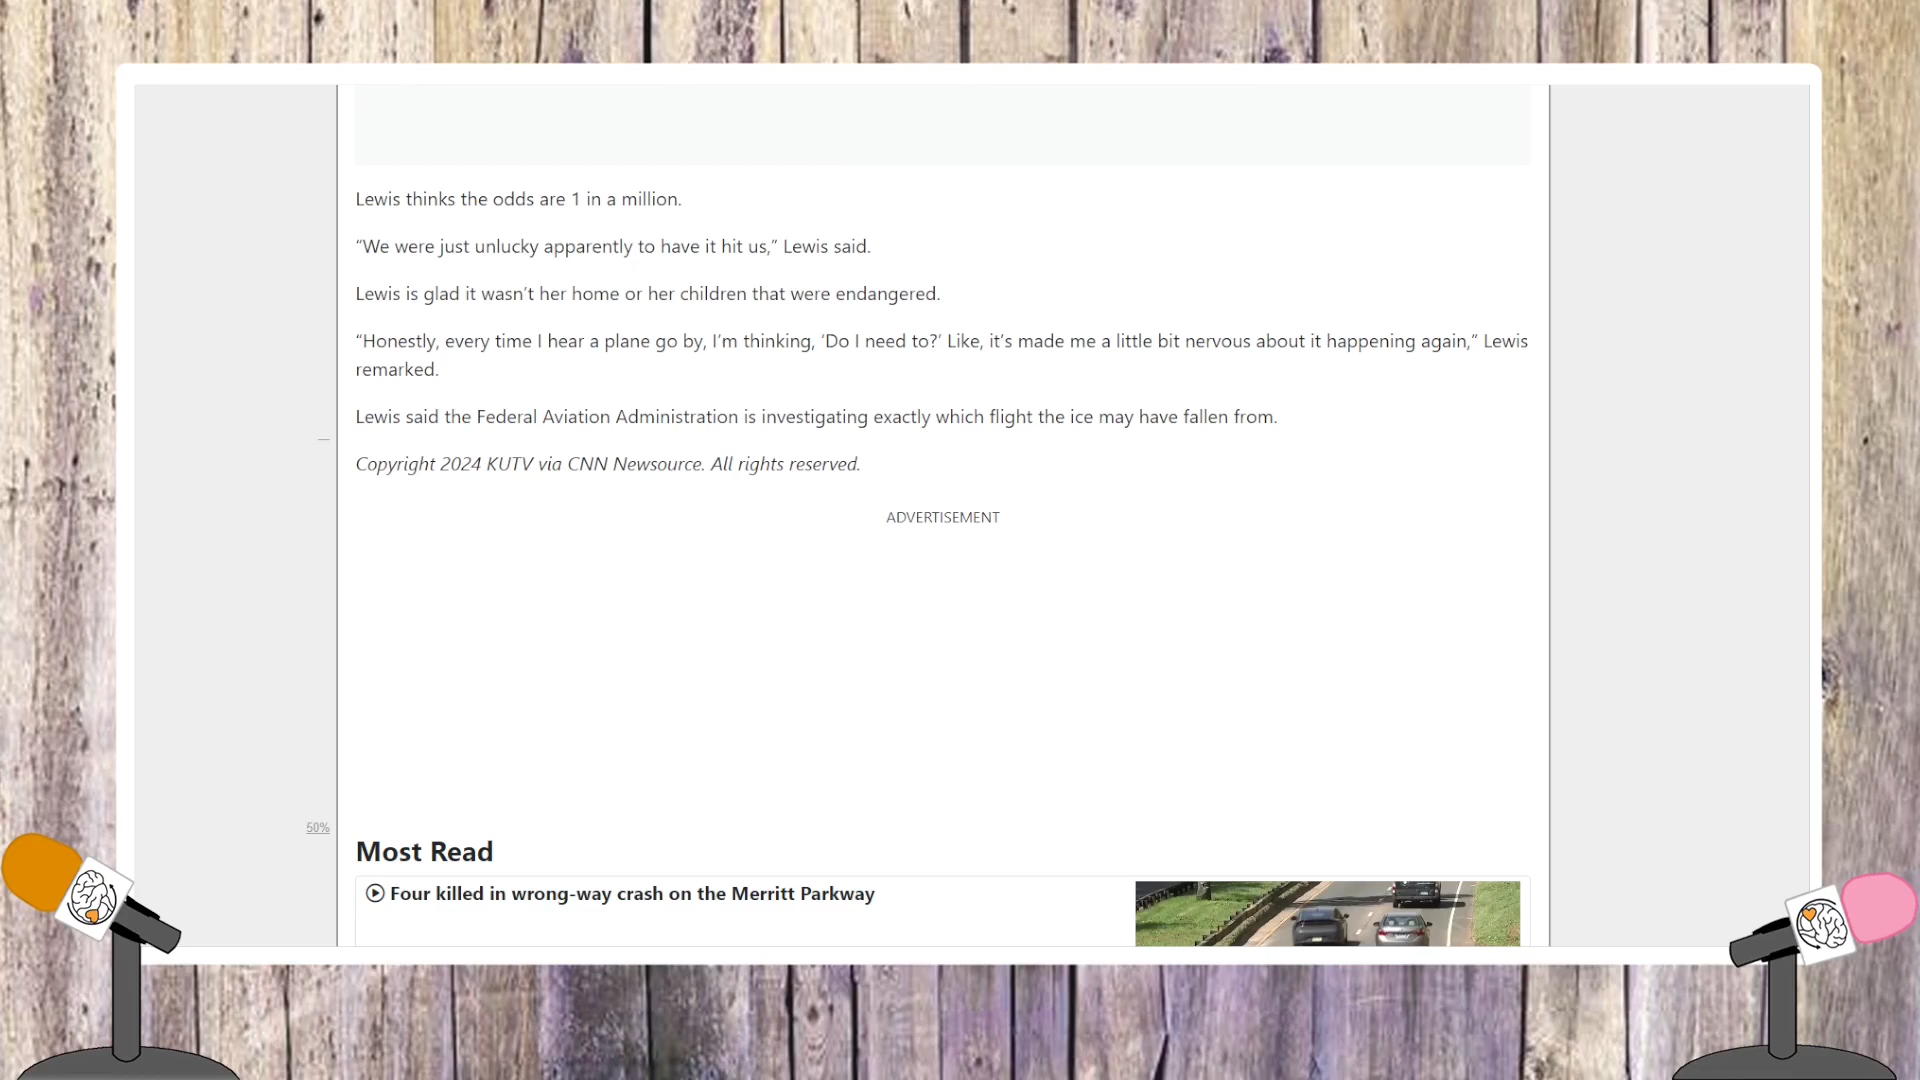 Lewis thinks the odds are 1 in a million.
“We were just unlucky apparently to have it hit us,” Lewis said.
Lewis is glad it wasn’t her home or her children that were endangered.
“Honestly, every time I hear a plane go by, I’m thinking, ‘Do I need to?’ Like, it’s made me a little bit nervous about it happening again,” Lewis
remarked.
Lewis said the Federal Aviation Administration is investigating exactly which flight the ice may have fallen from.
Copyright 2024 KUTV via CNN Newsource. All rights reserved.
ADVERTISEMENT
50%
Most Read
Four killed in wrong-way crash on the Merritt Parkway